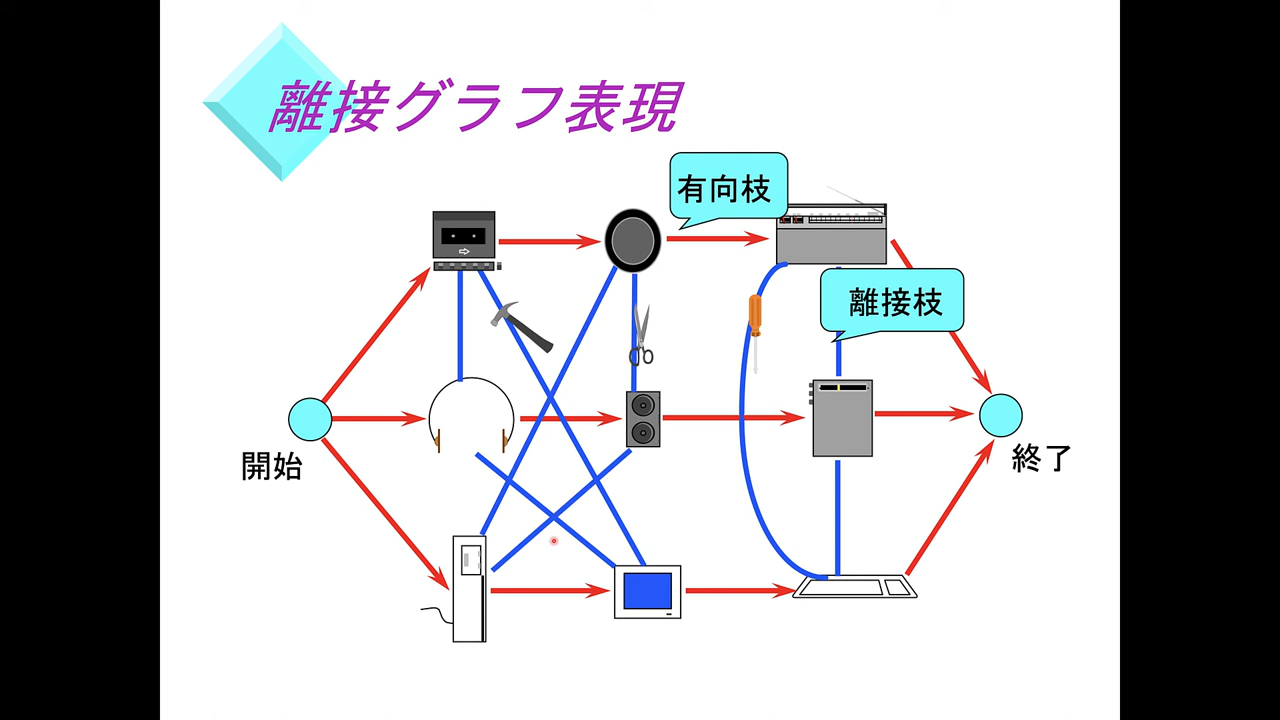 離接グラフ表現
有向枝
離接枝
開始
終了